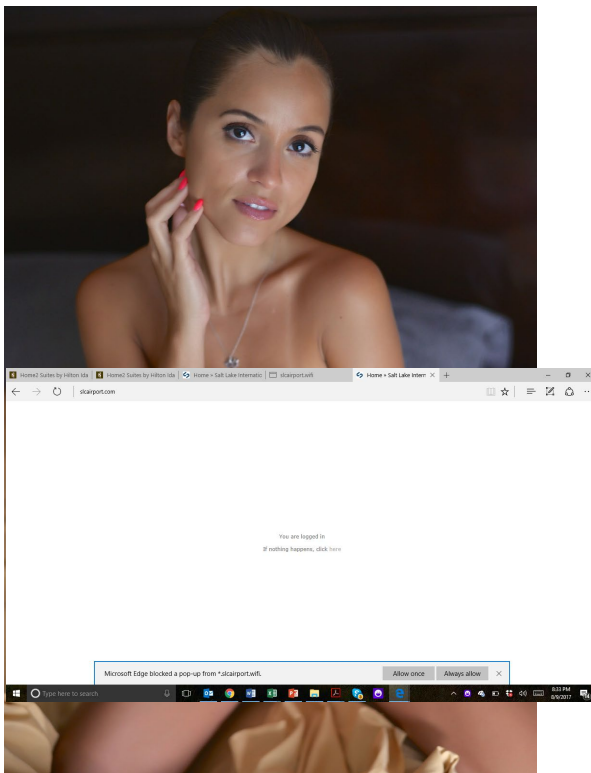 Home2 Suites by Hilton Ida
Home2 Suites by Hilton Ida
Home » Salt Lake Internatic
slcairport.wifi
Home » Salt Lake Intern
slcairport.com
You are logged in
If nothing happens, click here
Microsoft Edge blocked a pop-up from *.slcairport.wifi.
Allow once
Always allow
Type here to search
8:33 PM
8/9/2017